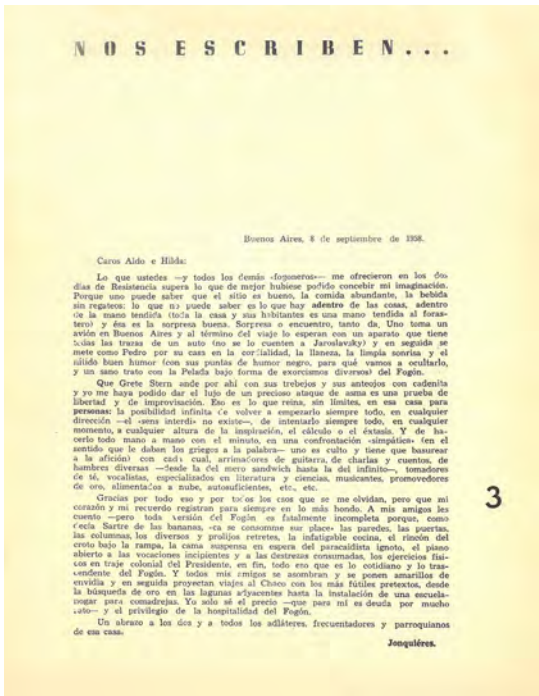 NOS ESCRIBEN...
Buenos Aires, 8 de septiembre de 1958.
Caros Aldo e Hilda:
Lo que ustedes —y todos los demás «fogoneros»— me ofrecieron en los dos
días de Resistencia supera lo que de mejor hubiese podido concebir mi imaginación.
Porque uno puede saber que el sitio es bueno, la comida abundante, la bebida
sin regateos: lo que no puede saber es lo que hay adentro de las cosas, adentro
de la mano tendida (toda la casa y sus habitantes es una mano tendida al foras-
tero) y ésa es la sorpresa buena. Sorpresa o encuentro, tanto da. Uno toma un
avión en Buenos Aires y al término del viaje lo esperan con un aparato que tiene
todas las trazas de un auto (no se lo cuenten a Jaroslavsky) y en seguida se
mete como Pedro por su casa en la cordialidad, la llaneza, la limpia sonrisa y el
nítido buen humor (con sus puntas de humor negro, para qué vamos a ocultarlo,
y un sano trato con la Pelada bajo forma de exorcismos diversos) del Fogón.
Que Grete Stern ande por ahí con sus trebejos y sus anteojos con cadenita
y yo me haya podido dar el lujo de un precioso ataque de asma es una prueba de
libertad y de improvisación. Eso es lo que reina, sin límites, en esa casa para
personas: la posibilidad infinita de volver a empezarlo siempre todo, en cualquier
dirección —el «sens interdi» no existe—, de intentarlo siempre todo, en cualquier
momento, a cualquier altura de la inspiración, el cálculo o el éxtasis. Y de ha-
cerlo todo mano a mano con el minuto, en una confrontación «simpática» (en el
sentido que le daban los griegos a la palabra— uno es culto y tiene que basurear
a la afición) con cada cual, arrimadores de guitarra, de charlas y cuentos, de
hambres diversas —desde la del mero sandwich hasta la del infinito—, tomadores
de té, vocalistas, especializados en literatura y ciencias, musicantes, promovedores
de oro, alimentados a nube, autosuficientes, etc., etc.
Gracias por todo eso y por todos los esos que se me olvidan, pero que mi
corazón y mi recuerdo registran para siempre en lo más hondo. A mis amigos les
cuento —pero toda versión del Fogón es fatalmente incompleta porque, como
decía Sartre de las bananas, «ca se consumme sur place» las paredes, las puertas,
las columnas, los diversos y prolijos retretes, la infatigable cocina, el rincón del
croto bajo la rampa, la cama suspensa en espera del paracaidista ignoto, el piano
abierto a las vocaciones incipientes y a las destrezas consumadas, los ejercicios físi-
cos en traje colonial del Presidente, en fin, todo eso que es lo cotidiano y lo tras-
cendente del Fogón. Y todos mis amigos se asombran y se ponen amarillos de
envidia y en seguida proyectan viajes al Chaco con los más fútiles pretextos, desde
la búsqueda de oro en las lagunas adyacentes hasta la instalación de una escuela-
hogar para comadrejas. Yo solo sé el precio —que para mí es deuda por mucho
rato— y el privilegio de la hospitalidad del Fogón.
Un abrazo a los dos y a todos los adláteres, frecuentadores y parroquianos
de esa casa.
Jonquiéres.
3